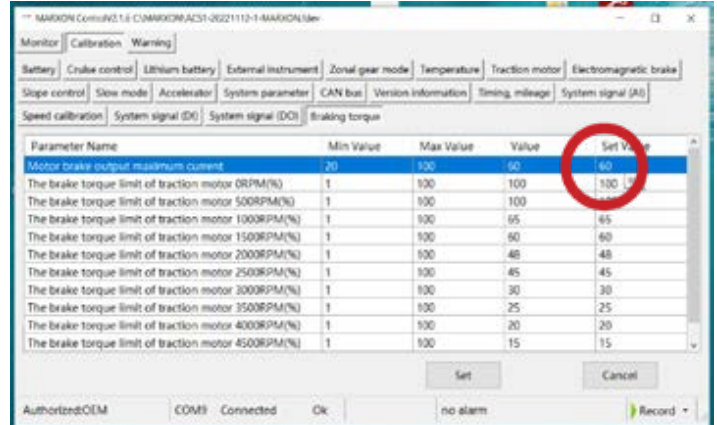 MARXON ControlV2.1.6 C:\MARXON\ACS1-20221112-1-MARXON.\dev
Monitor Calibration Warning
Battery Cruise control Lithium battery External instrument Zonal gear mode Temperature Traction motor Electromagnetic brake
Slope control Slow mode Accelerator System parameter CAN bus Version information Timing, mileage System signal (AI)
Speed calibration System signal (DI) System signal (DO) Braking torque
Parameter Name Min Value Max Value Value Set Value
Motor brake output maximum current 20 100 60 60
The brake torque limit of traction motor 0RPM(%) 1 100 100 100
The brake torque limit of traction motor 500RPM(%) 1 100 100
The brake torque limit of traction motor 1000RPM(%) 1 100 65 65
The brake torque limit of traction motor 1500RPM(%) 1 100 60 60
The brake torque limit of traction motor 2000RPM(%) 1 100 48 48
The brake torque limit of traction motor 2500RPM(%) 1 100 45 45
The brake torque limit of traction motor 3000RPM(%) 1 100 30 30
The brake torque limit of traction motor 3500RPM(%) 1 100 25 25
The brake torque limit of traction motor 4000RPM(%) 1 100 20 20
The brake torque limit of traction motor 4500RPM(%) 1 100 15 15
Set Cancel
Authorized:OEM COM9 Connected Ok no alarm Record